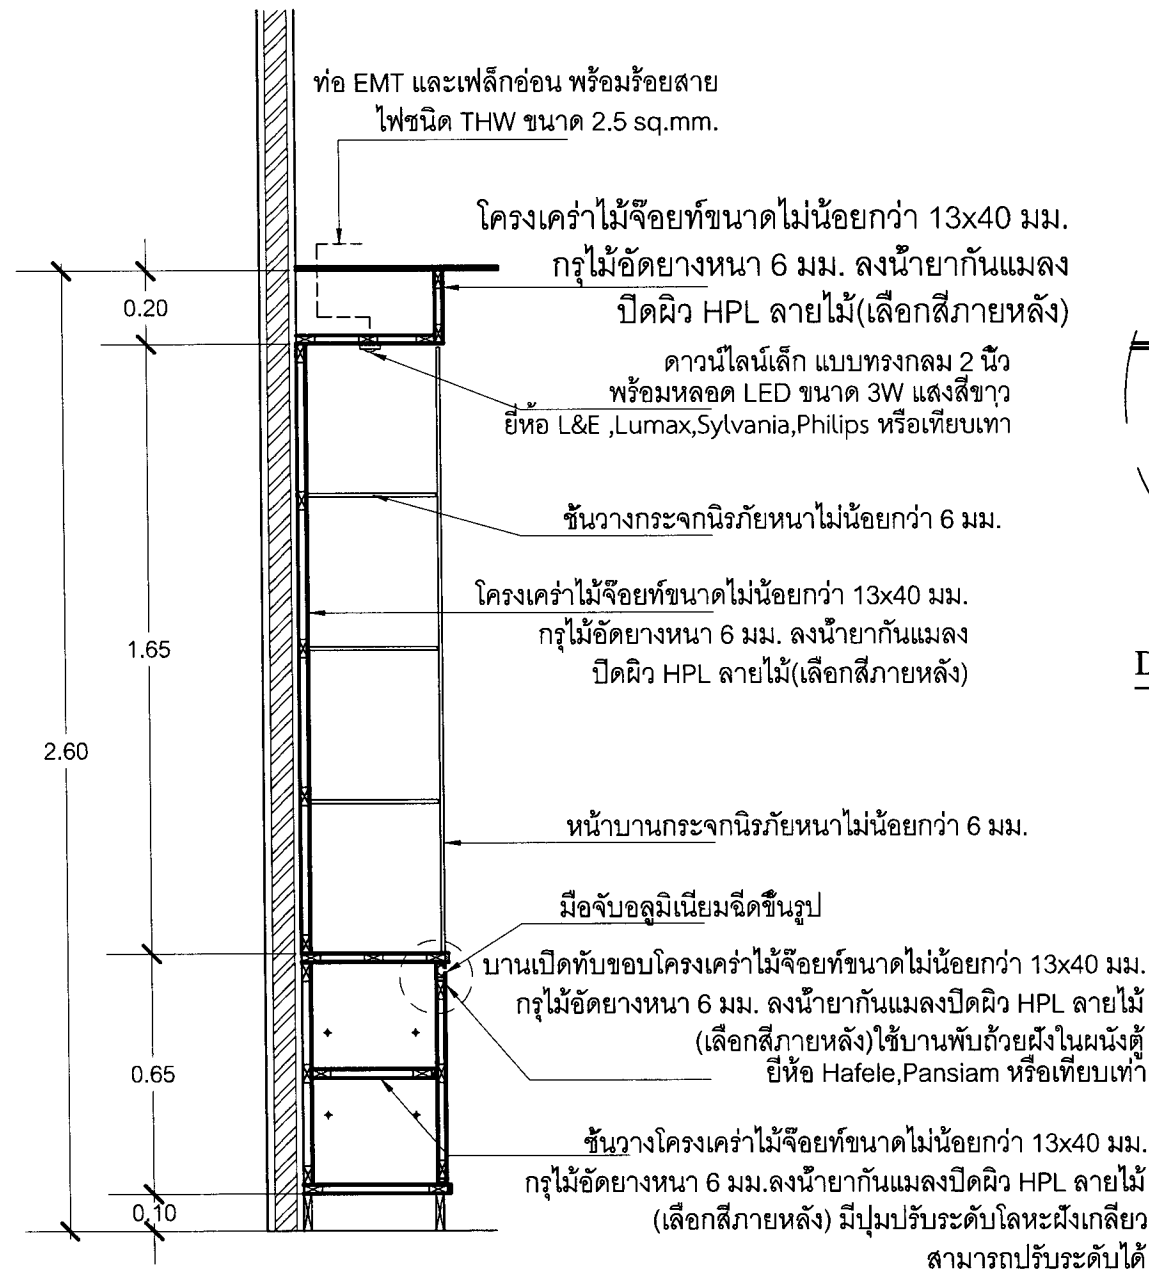 ท่อ EMT และเฟล็กอ่อน พร้อมร้อยสาย
ไฟชนิด THW ขนาด 2.5 sq.mm.
โครงเคร่าไม้จ๊อยท์ขนาดไม่น้อยกว่า 13x40 มม.
กรุไม้อัดยางหนา 6 มม. ลงน้ำยากันแมลง
ปิดผิว HPL ลายไม้(เลือกสีภายหลัง)
0.20
ดาวน์ไลน์เล็ก แบบทรงกลม 2 นิ้ว
พร้อมหลอด LED ขนาด 3W แสงสีขาว
ยี่ห้อ L&E ,Lumax,Sylvania,Philips หรือเทียบเท่า
ชั้นวางกระจกนิรภัยหนาไม่น้อยกว่า 6 มม.
โครงเคร่าไม้จ๊อยท์ขนาดไม่น้อยกว่า 13x40 มม.
กรุไม้อัดยางหนา 6 มม. ลงน้ำยากันแมลง
ปิดผิว HPL ลายไม้(เลือกสีภายหลัง)
1.65
D
2.60
หน้าบานกระจกนิรภัยหนาไม่น้อยกว่า 6 มม.
มือจับอลูมิเนียมฉีดขึ้นรูป
บานเปิดทับขอบโครงเคร่าไม้จ๊อยท์ขนาดไม่น้อยกว่า 13x40 มม.
กรุไม้อัดยางหนา 6 มม. ลงน้ำยากันแมลงปิดผิว HPL ลายไม้
(เลือกสีภายหลัง)ใช้บานพับถ้วยฝังในผนังตู้
ยี่ห้อ Hafele,Pansiam หรือเทียบเท่า
0.65
ชั้นวางโครงเคร่าไม้จ๊อยท์ขนาดไม่น้อยกว่า 13x40 มม.
กรุไม้อัดยางหนา 6 มม.ลงน้ำยากันแมลงปิดผิว HPL ลายไม้
(เลือกสีภายหลัง) มีปุ่มปรับระดับโลหะฝังเกลียว
สามารถปรับระดับได้
0.10